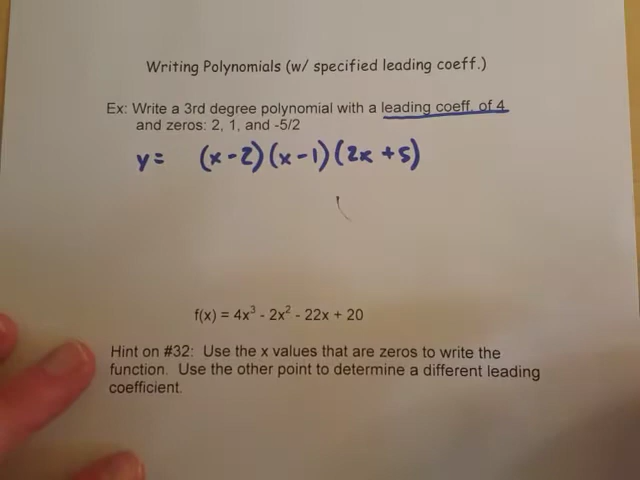 Writing Polynomials (w/ specified leading coeff.)
Ex: Write a 3rd degree polynomial with a leading coeff. of 4
and zeros: 2, 1, and -5/2
y = (x - 2)(x - 1)(2x + 5)
f(x) = 4x³ - 2x² - 22x + 20
Hint on #32: Use the x values that are zeros to write the
function. Use the other point to determine a different leading
coefficient.